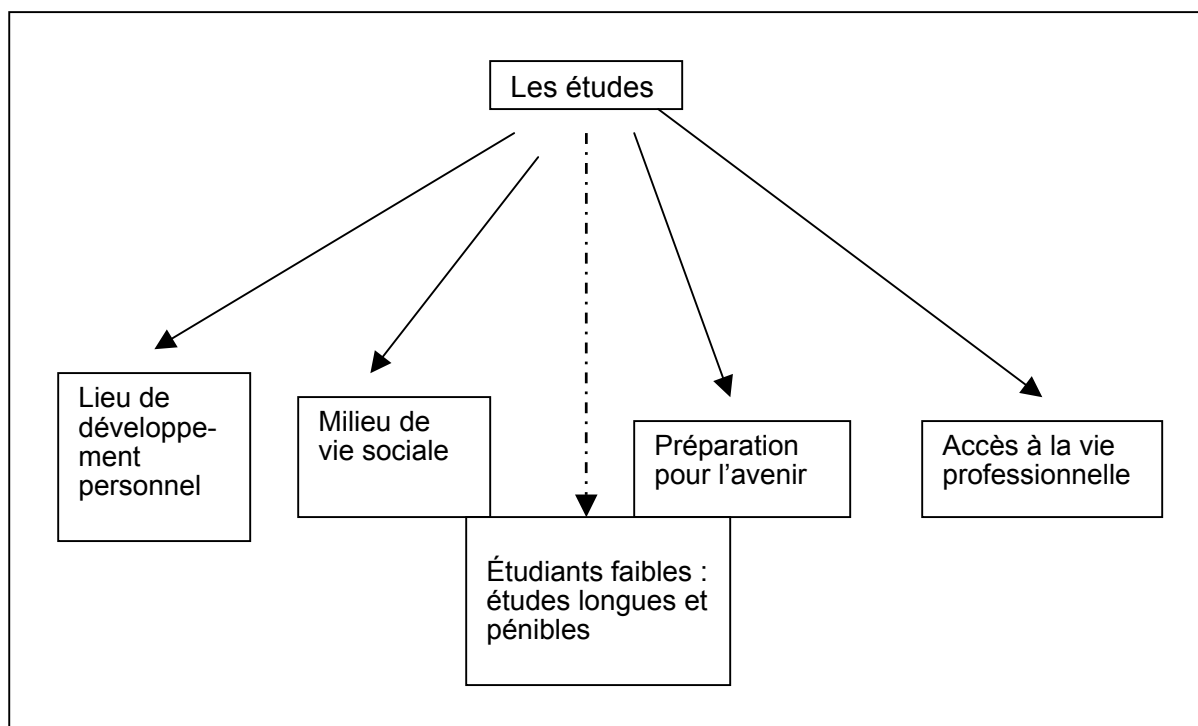 Les études
Lieu de
développe-
ment
personnel
Milieu de
vie sociale
Préparation
pour l’avenir
Accès à la vie
professionnelle
Étudiants faibles :
études longues et
pénibles